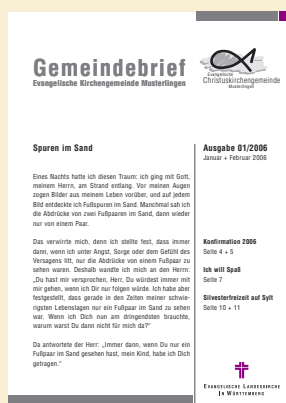 Gemeindebrief
Evangelische Kirchengemeinde Musterlingen
Evangelische
Christuskirchengemeinde
Musterlingen
Spuren im Sand
Eines Nachts hatte ich diesen Traum: ich ging mit Gott,
meinem Herrn, am Strand entlang. Vor meinen Augen
zogen Bilder aus meinem Leben vorüber, und auf jedem
Bild entdeckte ich Fußspuren im Sand. Manchmal sah ich
die Abdrücke von zwei Fußpaaren im Sand, dann wieder
nur von einem Paar.
Das verwirrte mich, denn ich stellte fest, dass immer
dann, wenn ich unter Angst, Sorge oder dem Gefühl des
Versagens litt, nur die Abdrücke von einem Fußpaar zu
sehen waren. Deshalb wandte ich mich an den Herrn:
„Du hast mir versprochen, Herr, Du würdest immer mit
mir gehen, wenn ich Dir nur folgen würde. Ich habe aber
festgestellt, dass gerade in den Zeiten meiner schwie-
rigsten Lebenslagen nur ein Fußpaar im Sand zu sehen
war. Wenn ich Dich nun am dringendsten brauchte,
warum warst Du dann nicht für mich da?“
Da antwortete der Herr: „Immer dann, wenn Du nur ein
Fußpaar im Sand gesehen hast, mein Kind, habe ich Dich
getragen.“
Ausgabe 01/2006
Januar + Februar 2006
Konfirmation 2006
Seite 4 + 5
Ich will Spaß
Seite 7
Silvesterfreizeit auf Sylt
Seite 10 + 11
Evangelische Landeskirche
in Württemberg